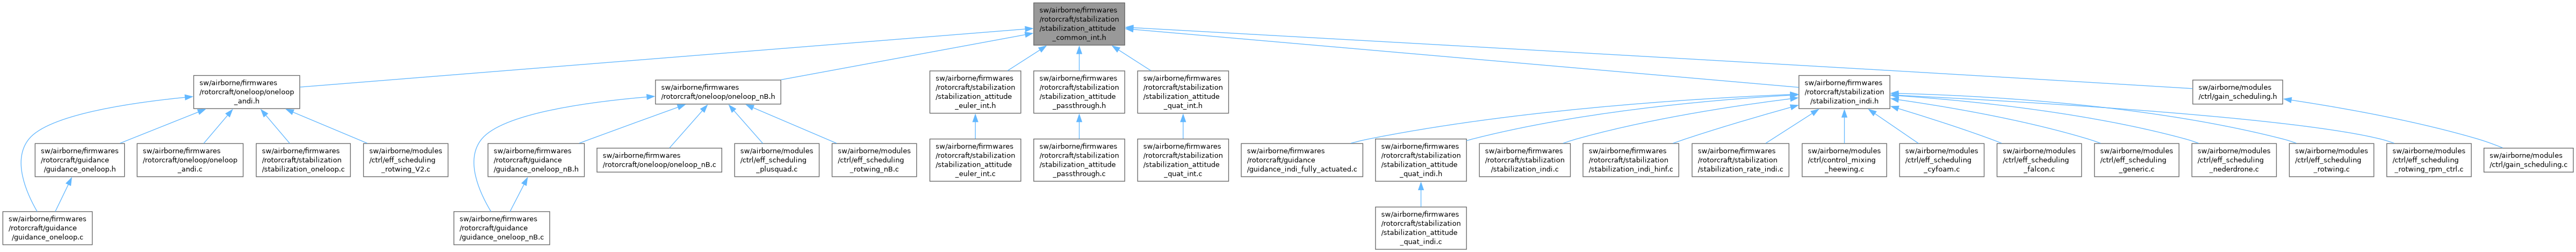 sw/airborne/firmwares
/rotorcraft/stabilization
/stabilization_attitude
_common_int.h
sw/airborne/firmwares
/rotorcraft/oneloop/oneloop
_andi.h
sw/airborne/firmwares
/rotorcraft/oneloop/oneloop_nB.h
sw/airborne/firmwares
/rotorcraft/stabilization
/stabilization_attitude
_euler_int.h
sw/airborne/firmwares
/rotorcraft/stabilization
/stabilization_attitude
_passthrough.h
sw/airborne/firmwares
/rotorcraft/stabilization
/stabilization_attitude
_quat_int.h
sw/airborne/firmwares
/rotorcraft/stabilization
/stabilization_indi.h
sw/airborne/modules
/ctrl/gain_scheduling.h
sw/airborne/firmwares
/rotorcraft/guidance
/guidance_oneloop.h
sw/airborne/firmwares
/rotorcraft/oneloop/oneloop
_andi.c
sw/airborne/firmwares
/rotorcraft/stabilization
/stabilization_oneloop.c
sw/airborne/modules
/ctrl/eff_scheduling
_rotwing_V2.c
sw/airborne/firmwares
/rotorcraft/guidance
/guidance_oneloop_nB.h
sw/airborne/firmwares
/rotorcraft/oneloop/oneloop_nB.c
sw/airborne/modules
/ctrl/eff_scheduling
_plusquad.c
sw/airborne/modules
/ctrl/eff_scheduling
_rotwing_nB.c
sw/airborne/firmwares
/rotorcraft/stabilization
/stabilization_attitude
_euler_int.c
sw/airborne/firmwares
/rotorcraft/stabilization
/stabilization_attitude
_passthrough.c
sw/airborne/firmwares
/rotorcraft/stabilization
/stabilization_attitude
_quat_int.c
sw/airborne/firmwares
/rotorcraft/guidance
/guidance_indi_fully_actuated.c
sw/airborne/firmwares
/rotorcraft/stabilization
/stabilization_attitude
_quat_indi.h
sw/airborne/firmwares
/rotorcraft/stabilization
/stabilization_indi.c
sw/airborne/firmwares
/rotorcraft/stabilization
/stabilization_indi_hinf.c
sw/airborne/firmwares
/rotorcraft/stabilization
/stabilization_rate_indi.c
sw/airborne/modules
/ctrl/control_mixing
_heewing.c
sw/airborne/modules
/ctrl/eff_scheduling
_cyfoam.c
sw/airborne/modules
/ctrl/eff_scheduling
_falcon.c
sw/airborne/modules
/ctrl/eff_scheduling
_generic.c
sw/airborne/modules
/ctrl/eff_scheduling
_nederdrone.c
sw/airborne/modules
/ctrl/eff_scheduling
_rotwing.c
sw/airborne/modules
/ctrl/eff_scheduling
_rotwing_rpm_ctrl.c
sw/airborne/modules
/ctrl/gain_scheduling.c
sw/airborne/firmwares
/rotorcraft/guidance
/guidance_oneloop.c
sw/airborne/firmwares
/rotorcraft/guidance
/guidance_oneloop_nB.c
sw/airborne/firmwares
/rotorcraft/stabilization
/stabilization_attitude
_quat_indi.c